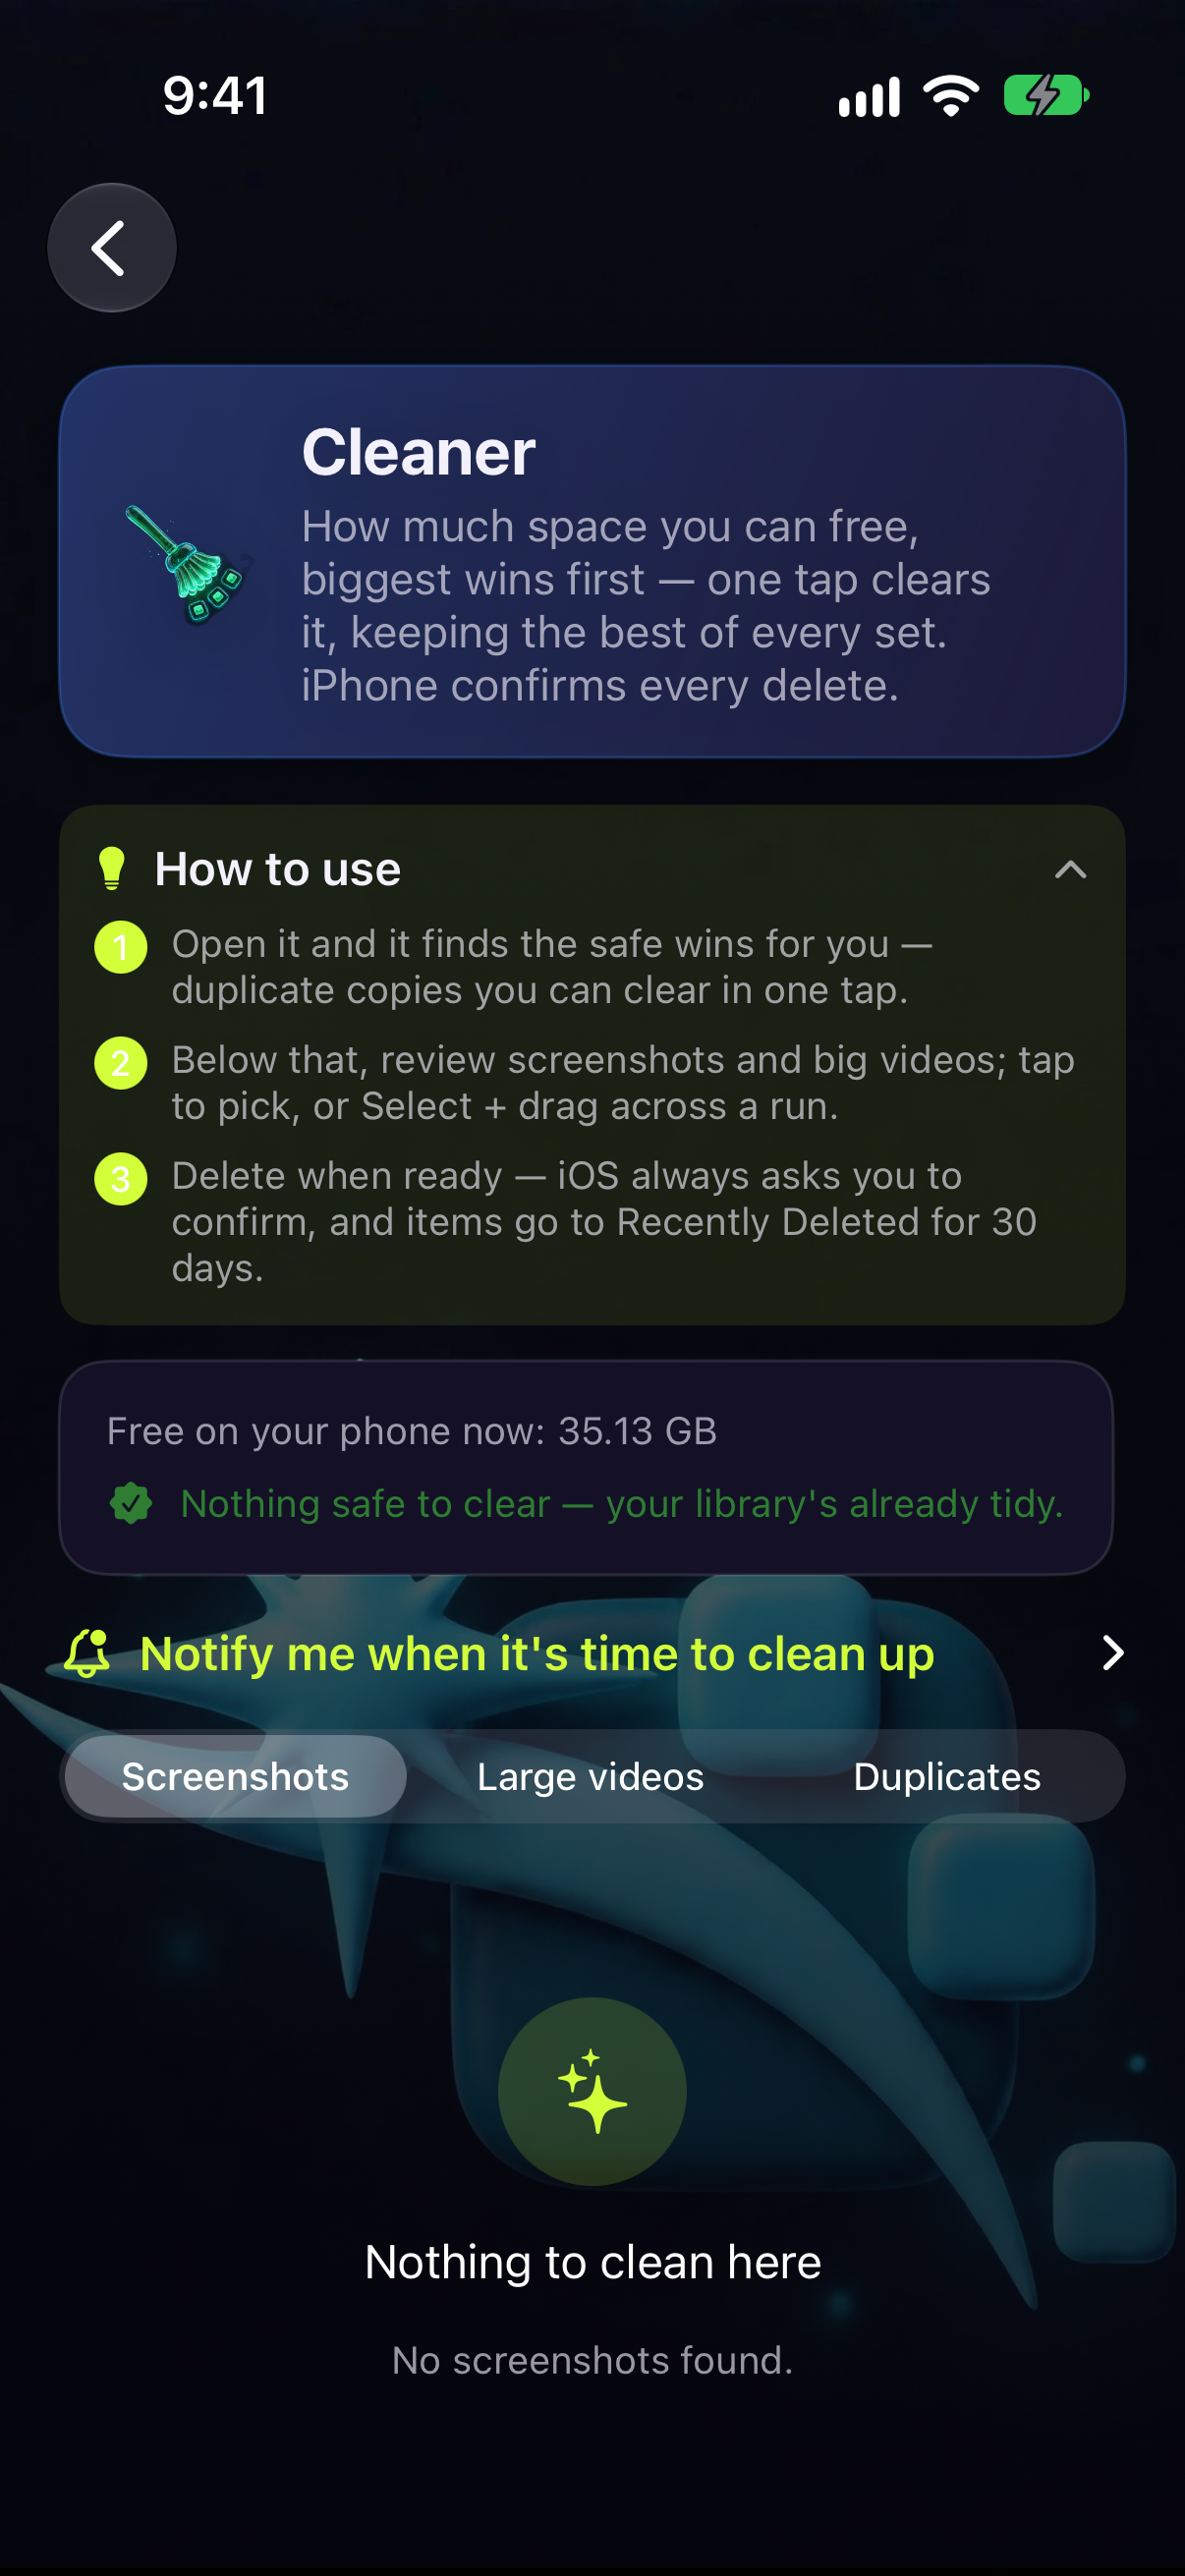 9:41
Cleaner
How much space you can free,
biggest wins first — one tap clears
it, keeping the best of every set.
iPhone confirms every delete.
How to use
1 Open it and it finds the safe wins for you —
duplicate copies you can clear in one tap.
2 Below that, review screenshots and big videos; tap
to pick, or Select + drag across a run.
3 Delete when ready — iOS always asks you to
confirm, and items go to Recently Deleted for 30
days.
Free on your phone now: 35.13 GB
Nothing safe to clear — your library's already tidy.
Notify me when it's time to clean up
Screenshots Large videos Duplicates
Nothing to clean here
No screenshots found.